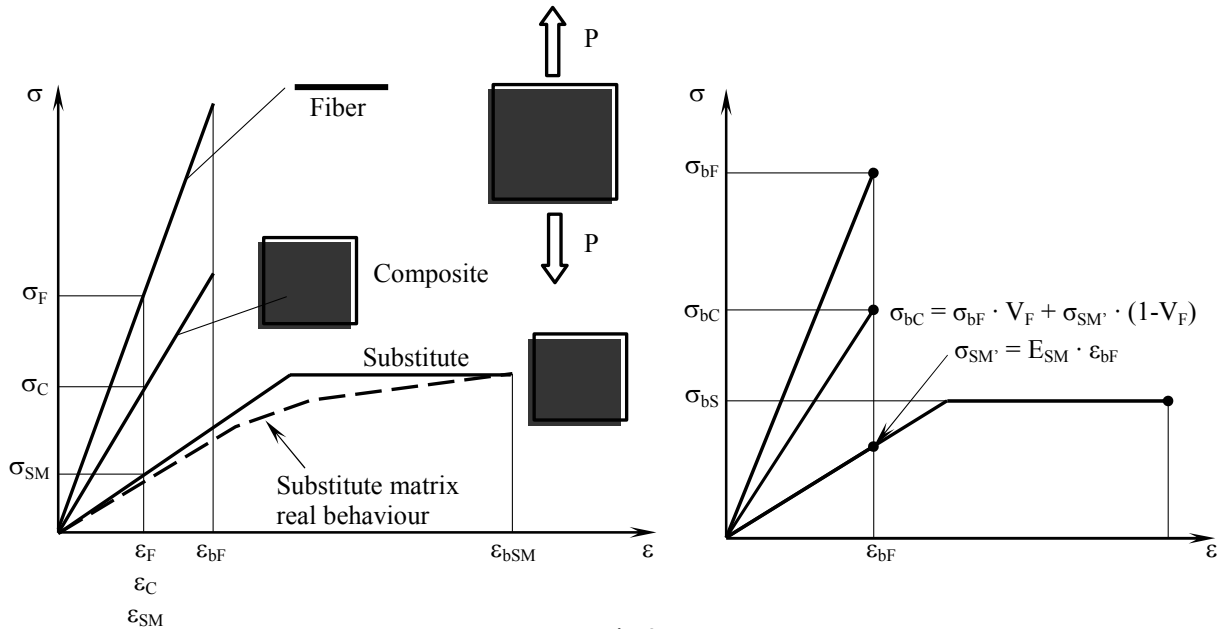 P
σ
Fiber
P
Composite
σF
Substitute
σC
σSM
Substitute matrix
real behaviour
εF
εbF
εbSM
ε
εC
εSM
σ
σbF
σbC
σbC = σbF · VF + σSM’ · (1-VF)
σSM’ = ESM · εbF
σbS
εbF
ε